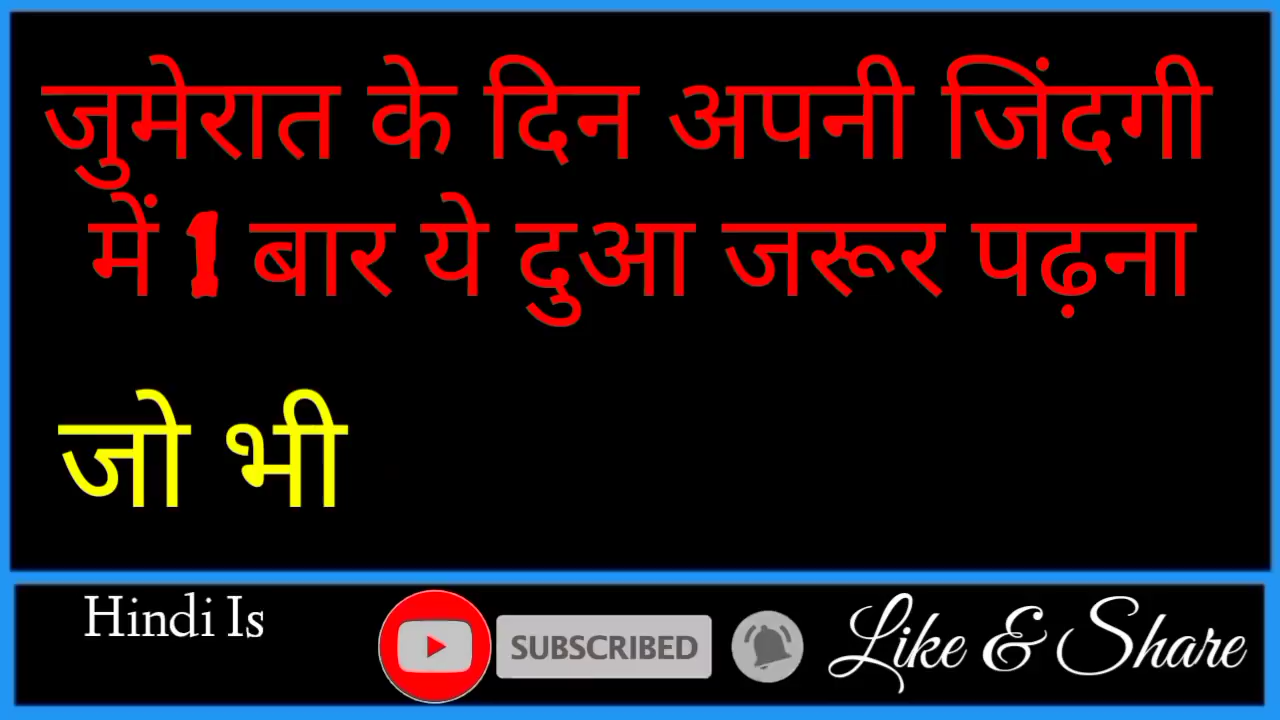 जुमेरात के दिन अपनी जिंदगी
में 1 बार ये दुआ जरूर पढ़ना
जो भी
Hindi Is
SUBSCRIBED
Like & Share